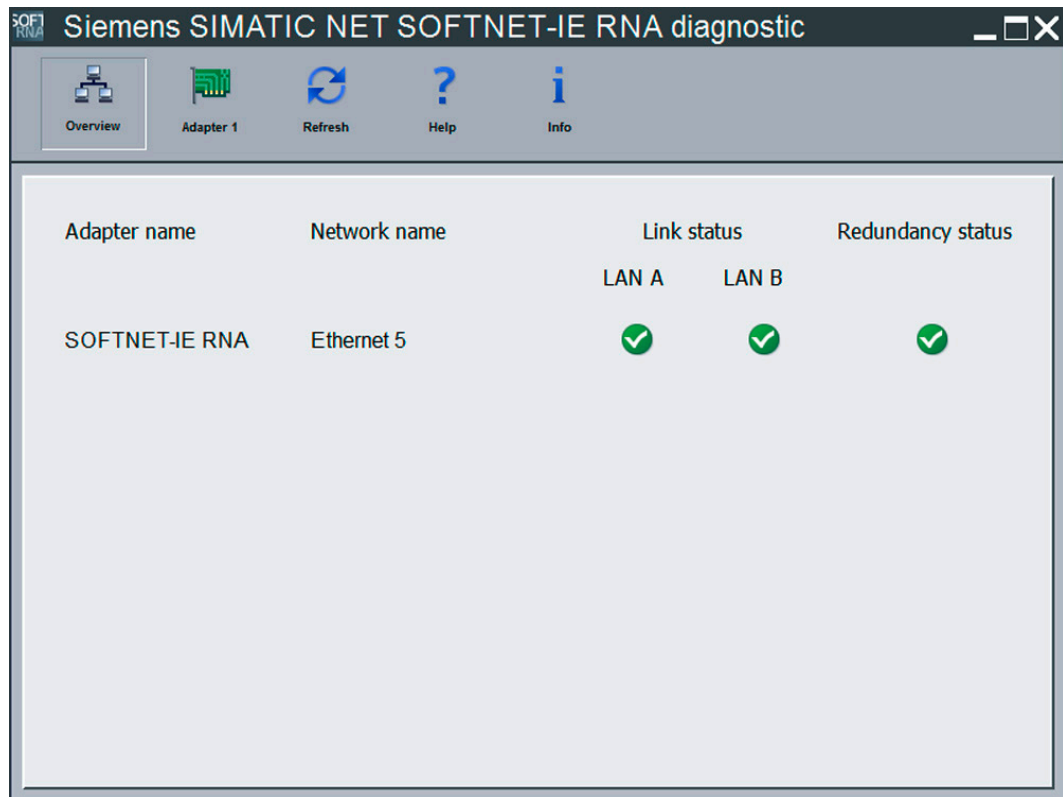 SOFT
RNA
Siemens SIMATIC NET SOFTNET-IE RNA diagnostic
Overview Adapter 1 Refresh Help Info
Adapter name Network name Link status Redundancy status
LAN A LAN B
SOFTNET-IE RNA Ethernet 5